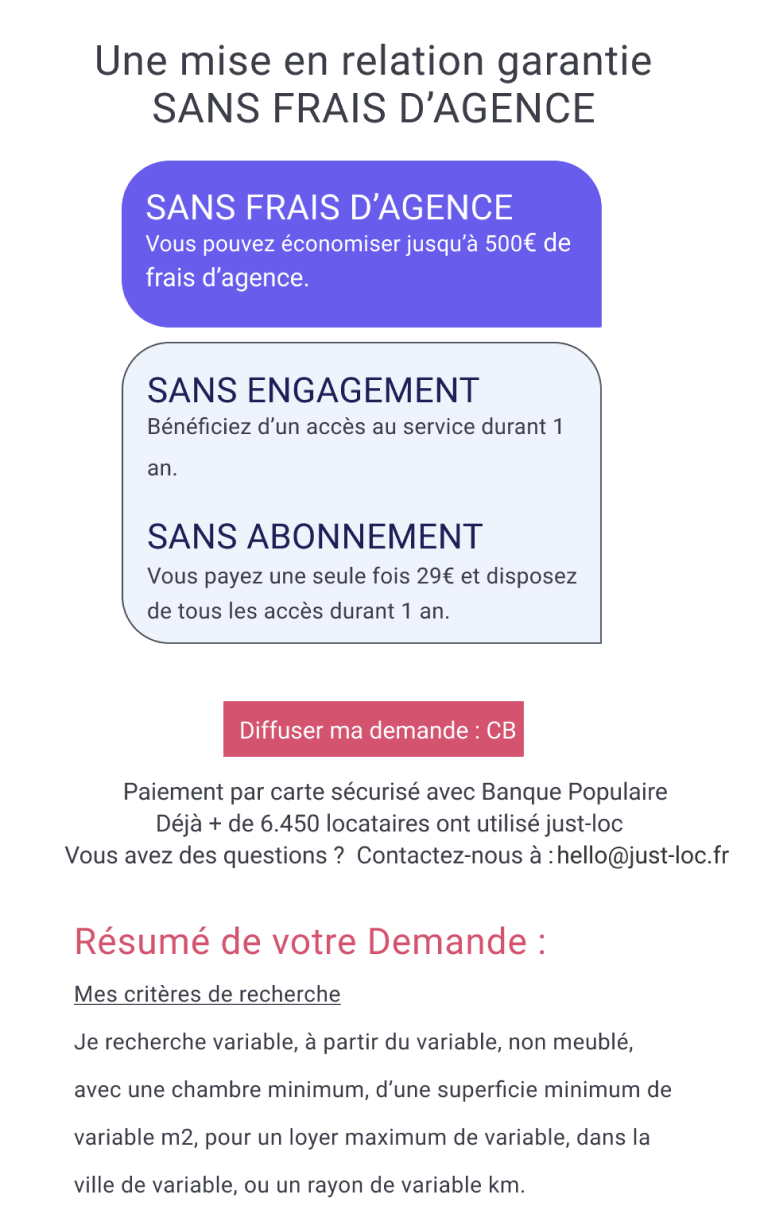 Une mise en relation garantie
SANS FRAIS D’AGENCE
SANS FRAIS D’AGENCE
Vous pouvez économiser jusqu’à 500€ de
frais d’agence.
SANS ENGAGEMENT
Bénéficiez d’un accès au service durant 1
an.
SANS ABONNEMENT
Vous payez une seule fois 29€ et disposez
de tous les accès durant 1 an.
Diffuser ma demande : CB
Paiement par carte sécurisé avec Banque Populaire
Déjà + de 6.450 locataires ont utilisé just-loc
Vous avez des questions ? Contactez-nous à : hello@just-loc.fr
Résumé de votre Demande :
Mes critères de recherche
Je recherche variable, à partir du variable, non meublé,
avec une chambre minimum, d’une superficie minimum de
variable m2, pour un loyer maximum de variable, dans la
ville de variable, ou un rayon de variable km.